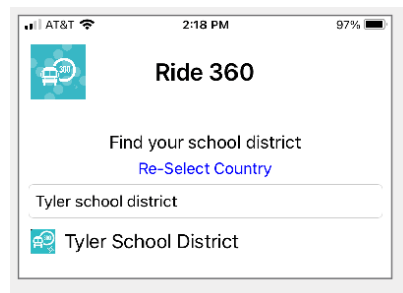 AT&T 2:18 PM 97%
360
Ride 360
Find your school district
Re-Select Country
Tyler school district
Tyler School District